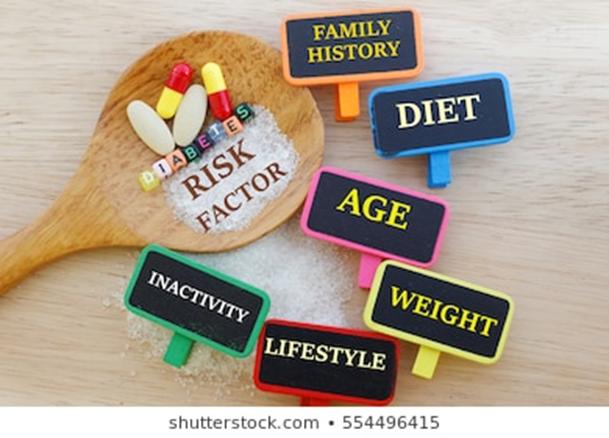 FAMILY
HISTORY
DIET
DIABETES
RISK
FACTOR
AGE
INACTIVITY
WEIGHT
LIFESTYLE
shutterstock.com • 554496415